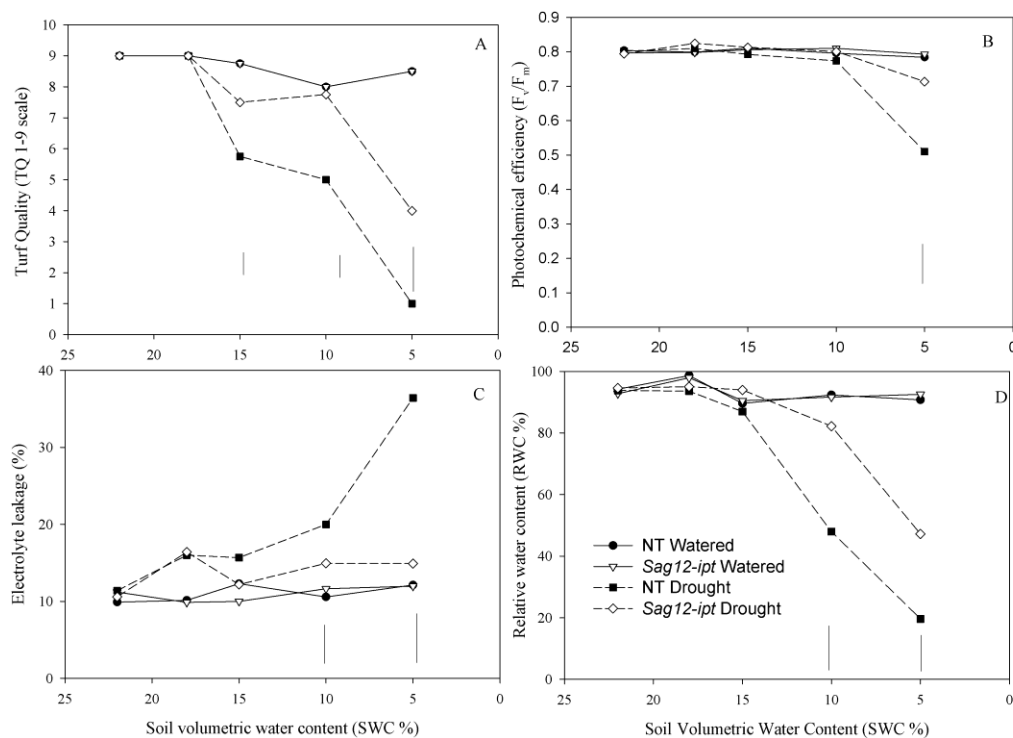 A
Turf Quality (TQ 1-9 scale)
10
9
8
7
6
5
4
3
2
1
0
25 20 15 10 5 0
B
Photochemical efficiency (Fv/Fm)
0.9
0.8
0.7
0.6
0.5
0.4
0.3
0.2
0.1
0.0
25 20 15 10 5 0
C
Electrolyte leakage (%)
40
30
20
10
0
25 20 15 10 5 0
Soil volumetric water content (SWC %)
D
Relative water content (RWC %)
100
80
60
40
20
0
NT Watered
Sag12-ipt Watered
NT Drought
Sag12-ipt Drought
25 20 15 10 5 0
Soil Volumetric Water Content (SWC %)